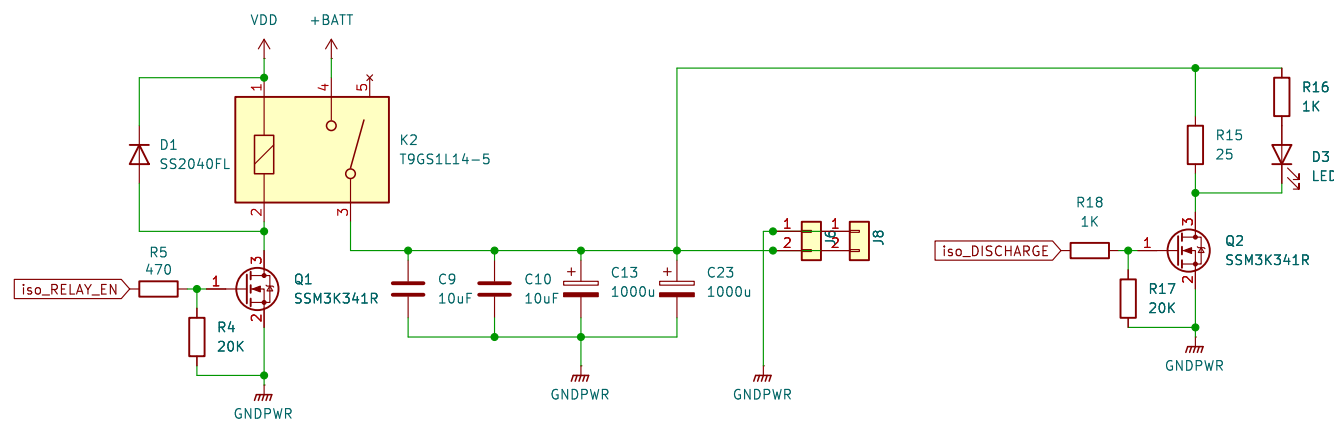 VDD
+BATT
1
4
5
D1
SS2040FL
K2
T9GS1L14-5
2
3
R5
470
iso_RELAY_EN
1
3
2
Q1
SSM3K341R
R4
20K
GNDPWR
C9
10uF
C10
10uF
+
C13
1000u
+
C23
1000u
GNDPWR
1
2
J6
1
2
J8
GNDPWR
R16
1K
R15
25
D3
LED
R18
1K
iso_DISCHARGE
1
3
2
Q2
SSM3K341R
R17
20K
GNDPWR